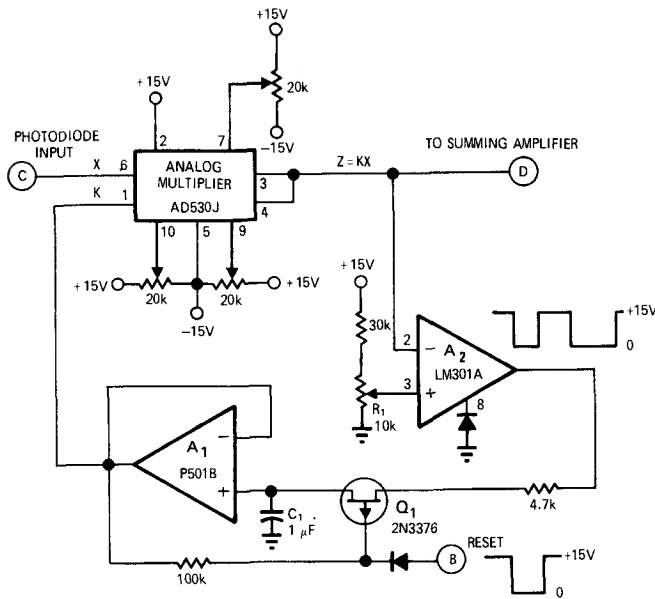 +15V
20k
+15V
-15V
PHOTODIODE
INPUT
2
7
TO SUMMING AMPLIFIER
C
X
6
ANALOG
MULTIPLIER
AD530J
3
4
Z = KX
D
K
1
10
5
9
+15V
20k
20k
+15V
-15V
+15V
30k
+15V
0
2
−
A2
LM301A
3
+
8
R1
10k
−
A1
P501B
+
C1
1 μF
Q1
2N3376
4.7k
RESET
100k
B
+15V
0